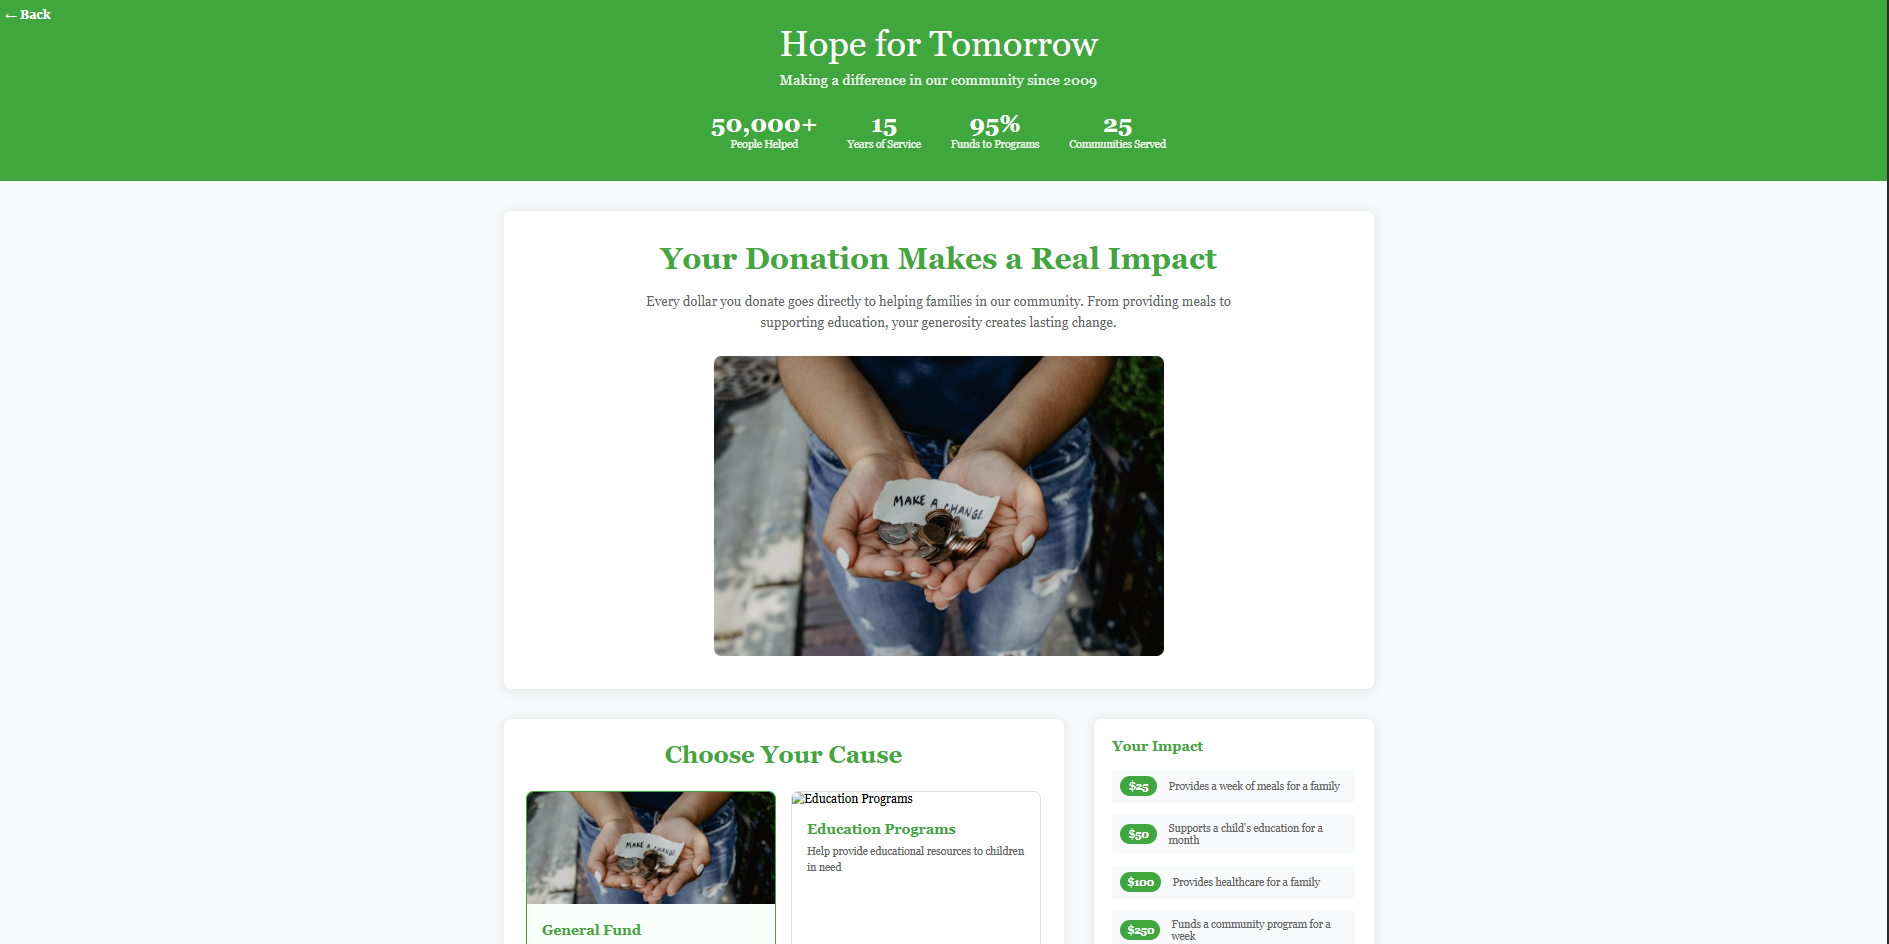 ← Back
Hope for Tomorrow
Making a difference in our community since 2009
50,000+
People Helped
15
Years of Service
95%
Funds to Programs
25
Communities Served
Your Donation Makes a Real Impact
Every dollar you donate goes directly to helping families in our community. From providing meals to
supporting education, your generosity creates lasting change.
MAKE A CHANGE.
Choose Your Cause
MAKE A CHANGE
General Fund
Education Programs
Education Programs
Help provide educational resources to children
in need
Your Impact
$25
Provides a week of meals for a family
$50
Supports a child's education for a
month
$100
Provides healthcare for a family
$250
Funds a community program for a
week